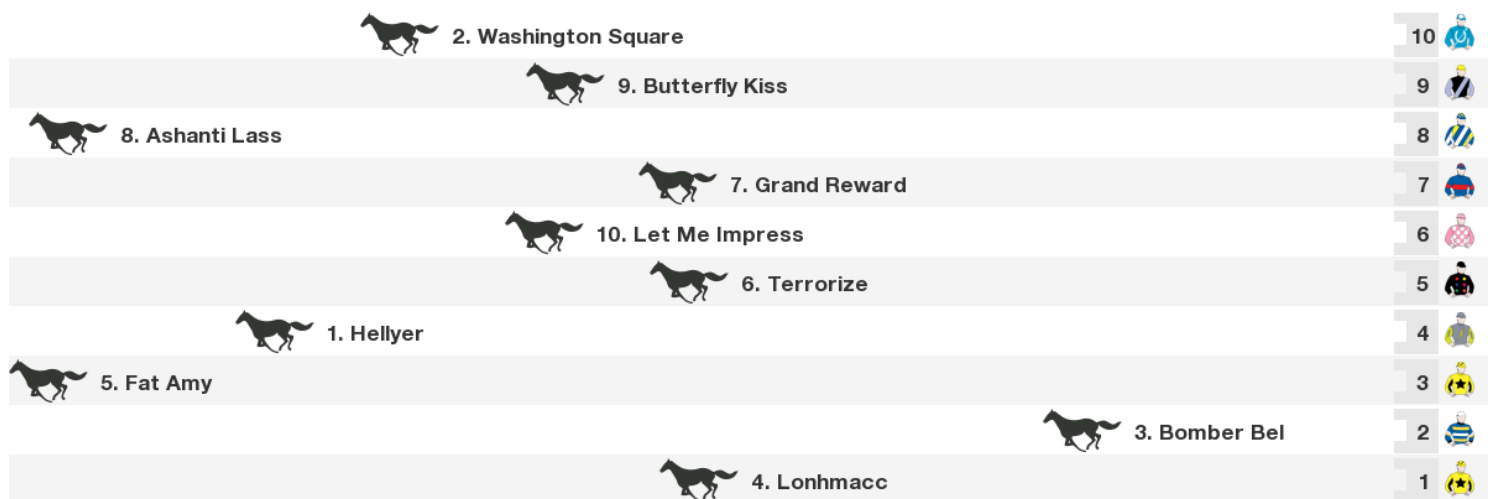 2. Washington Square 10
9. Butterfly Kiss 9
8. Ashanti Lass 8
7. Grand Reward 7
10. Let Me Impress 6
6. Terrorize 5
1. Hellyer 4
5. Fat Amy 3
3. Bomber Bel 2
4. Lonhmacc 1